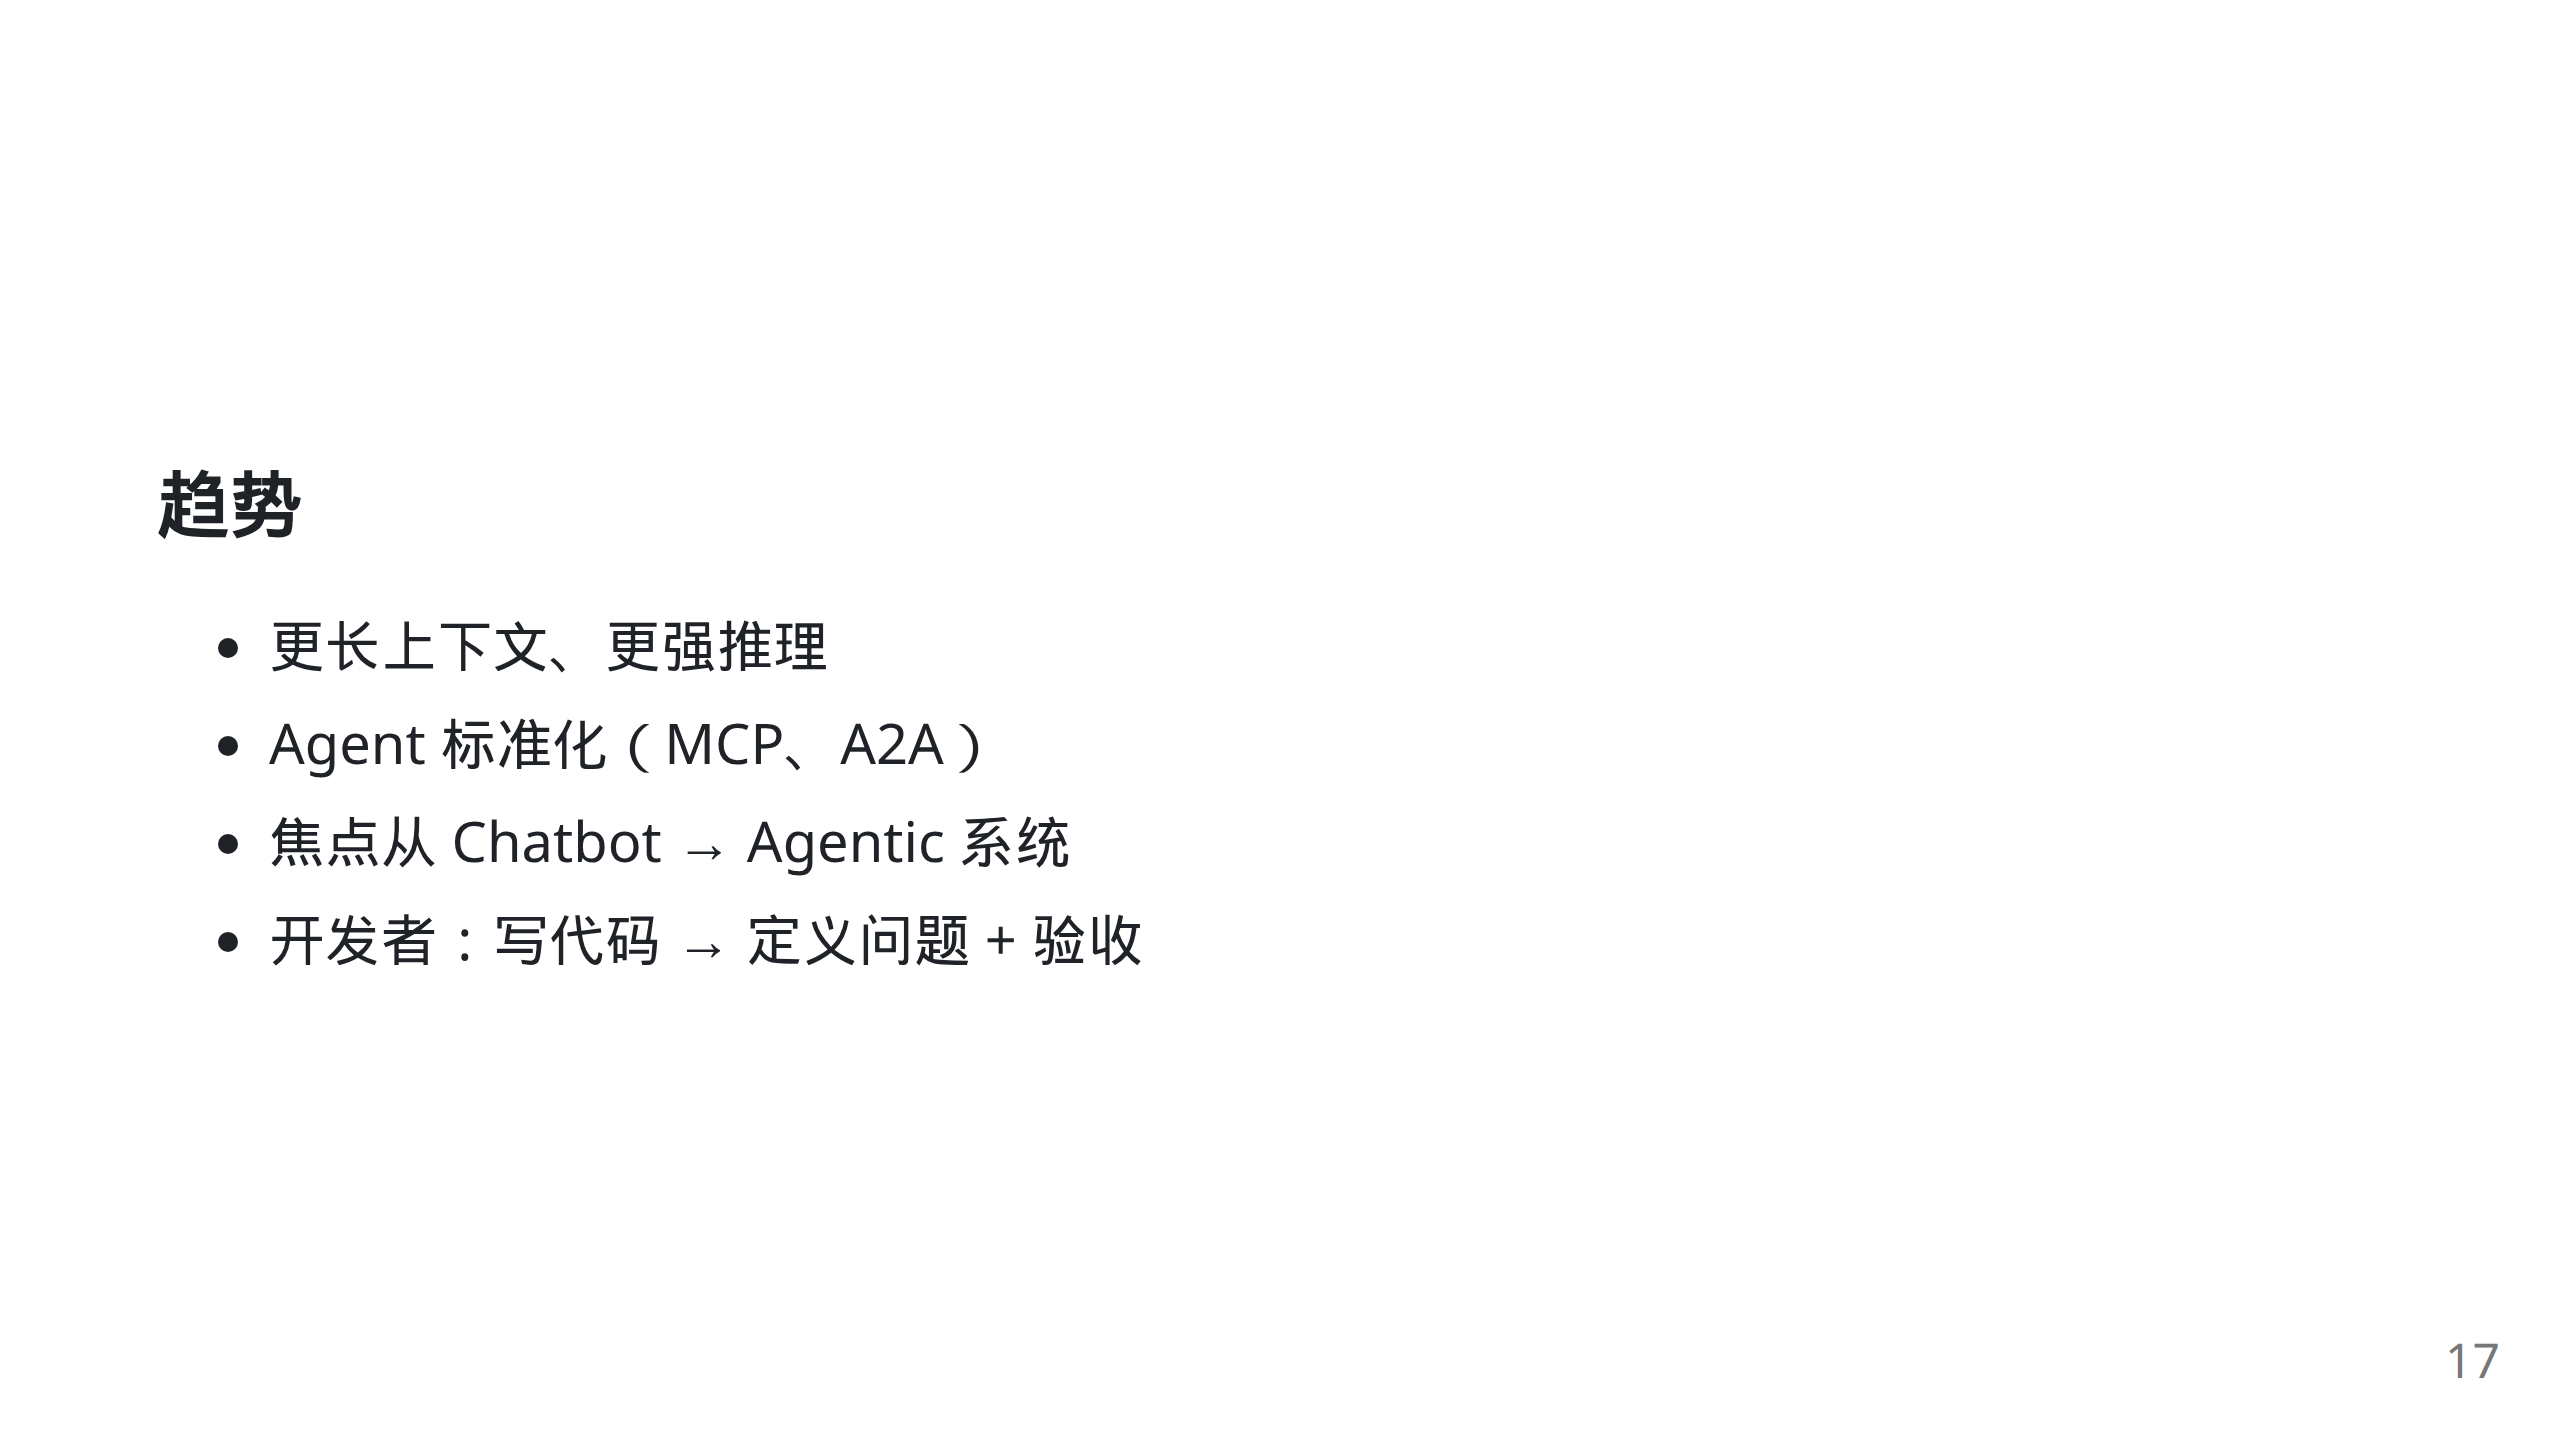 趋势
• 更长上下文、更强推理
• Agent 标准化（MCP、A2A）
• 焦点从 Chatbot → Agentic 系统
• 开发者：写代码 → 定义问题 + 验收
17